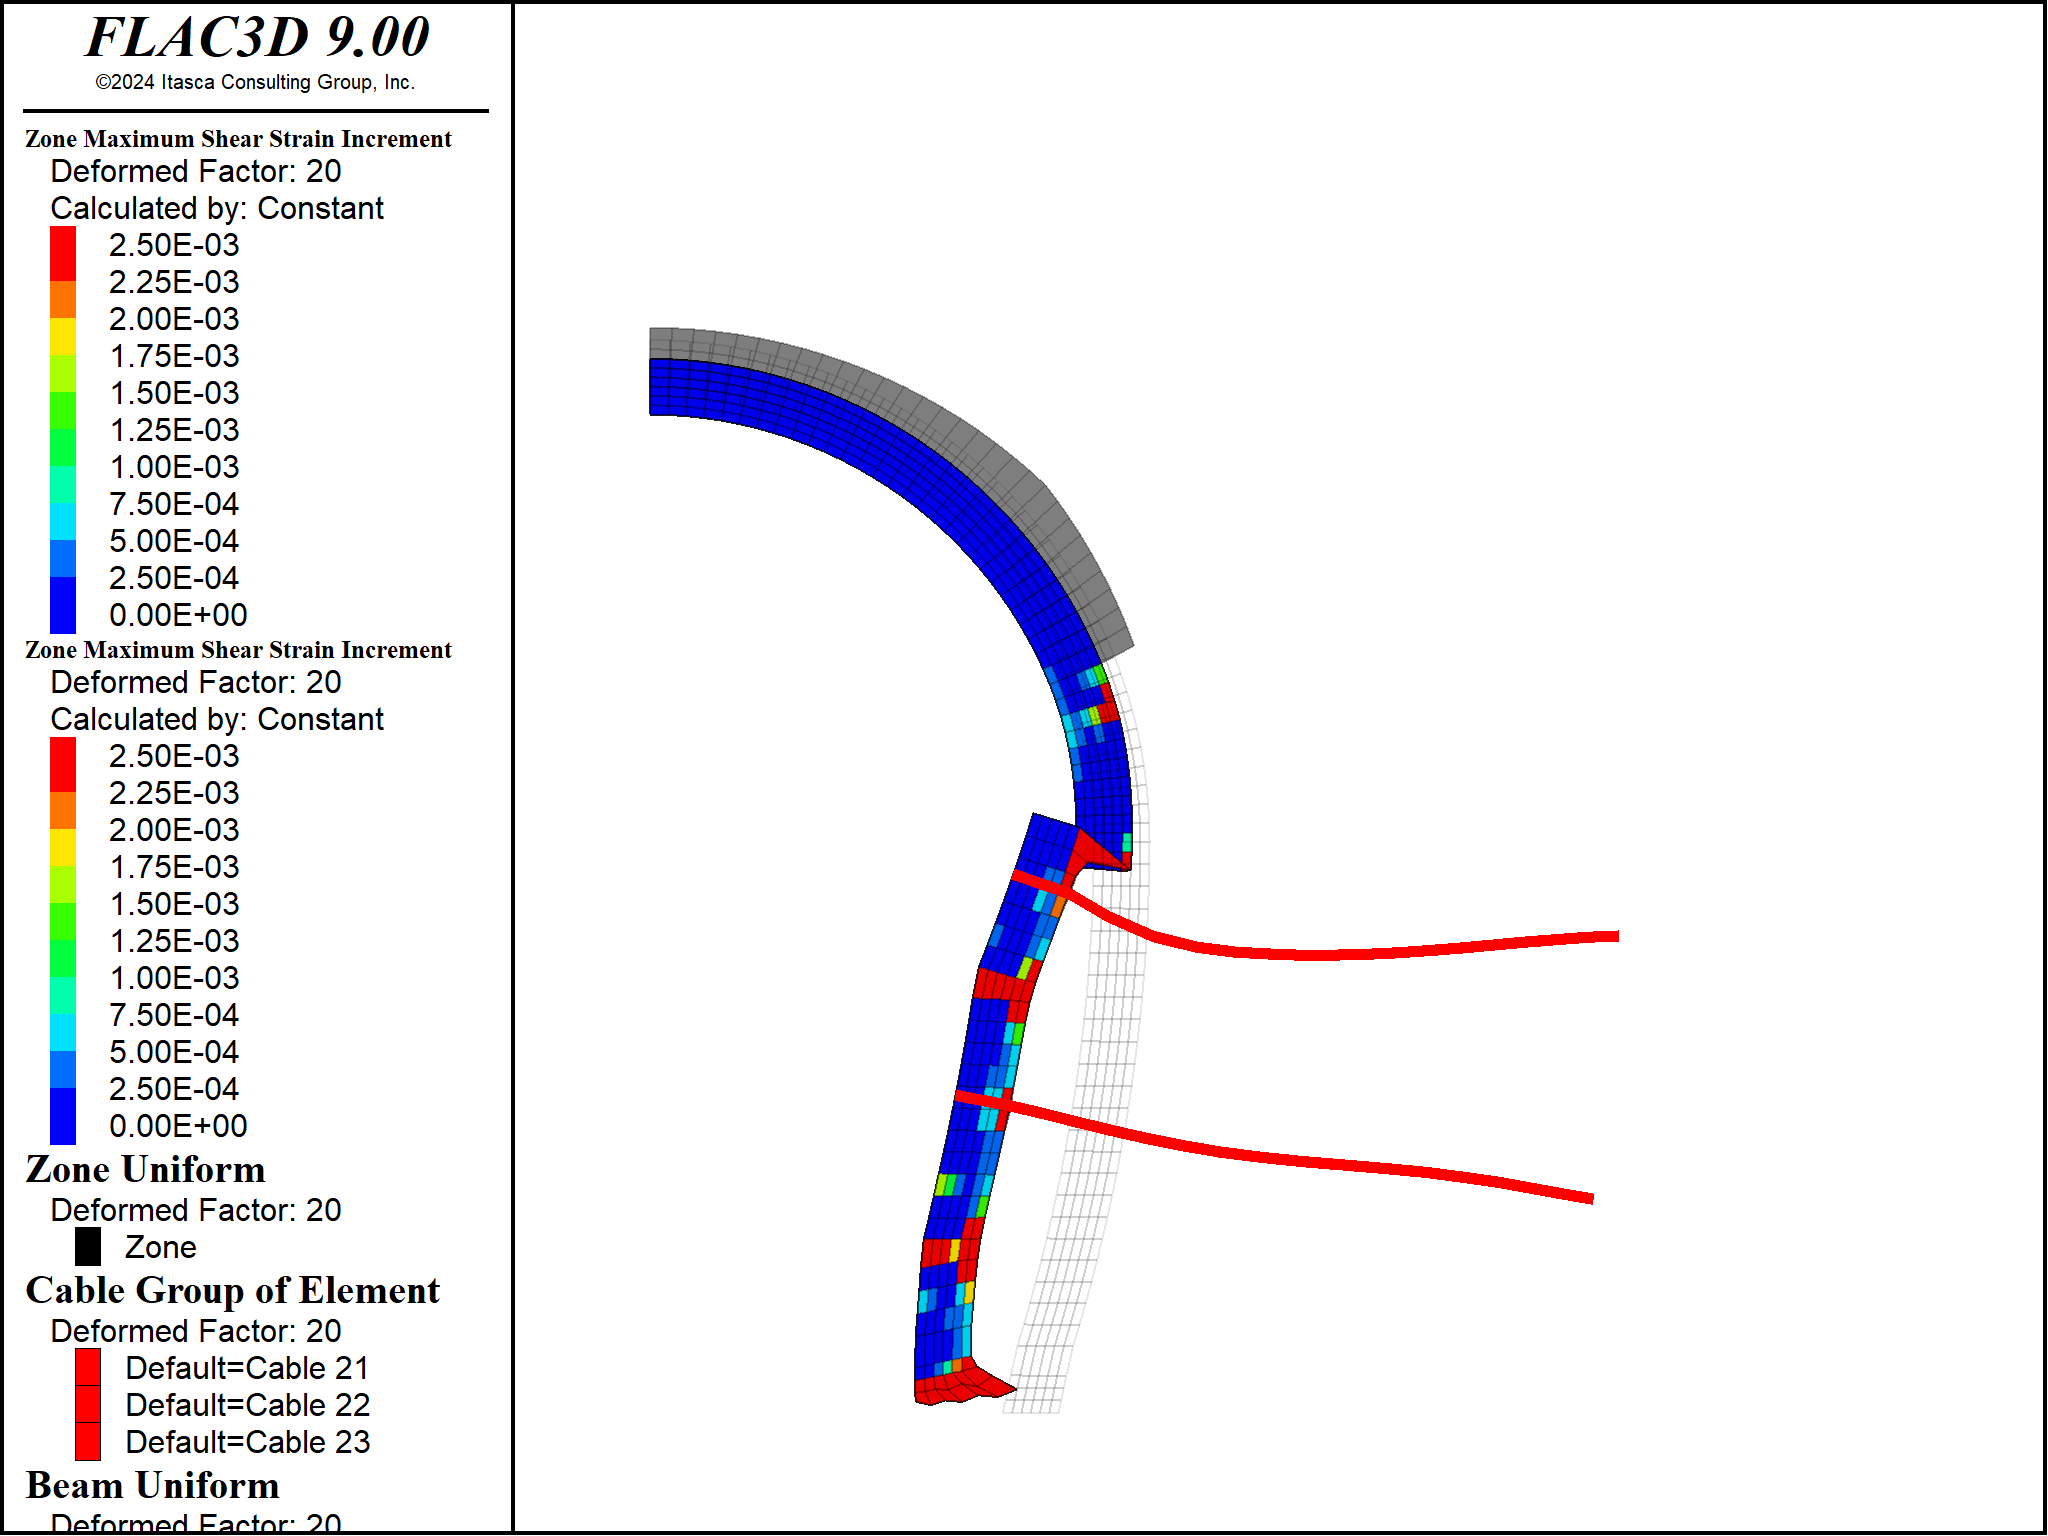 FLAC3D 9.00
©2024 Itasca Consulting Group, Inc.
Zone Maximum Shear Strain Increment
Deformed Factor: 20
Calculated by: Constant
2.50E-03
2.25E-03
2.00E-03
1.75E-03
1.50E-03
1.25E-03
1.00E-03
7.50E-04
5.00E-04
2.50E-04
0.00E+00
Zone Maximum Shear Strain Increment
Deformed Factor: 20
Calculated by: Constant
2.50E-03
2.25E-03
2.00E-03
1.75E-03
1.50E-03
1.25E-03
1.00E-03
7.50E-04
5.00E-04
2.50E-04
0.00E+00
Zone Uniform
Deformed Factor: 20
Zone
Cable Group of Element
Deformed Factor: 20
Default=Cable 21
Default=Cable 22
Default=Cable 23
Beam Uniform
Deformed Factor: 20